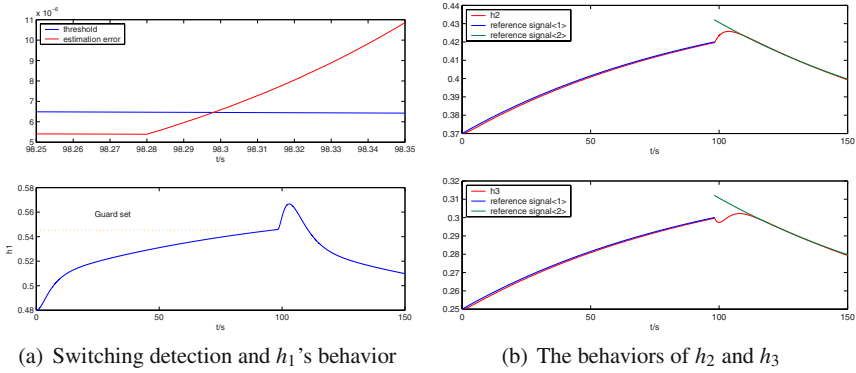 11 x 10⁻⁶
threshold
estimation error
10
9
8
7
6
5
98.25 98.26 98.27 98.28 98.29 98.3 98.31 98.32 98.33 98.34 98.35
t/s
0.58
0.56
0.54
0.52
0.5
0.48
h1
Guard set
0 50 100 150
t/s
(a) Switching detection and h₁'s behavior
0.44
0.43
0.42
0.41
0.4
0.39
0.38
0.37
h2
reference signal<1>
reference signal<2>
0 50 100 150
t/s
0.32
0.31
0.3
0.29
0.28
0.27
0.26
0.25
h3
reference signal<1>
reference signal<2>
0 50 100 150
t/s
(b) The behaviors of h₂ and h₃